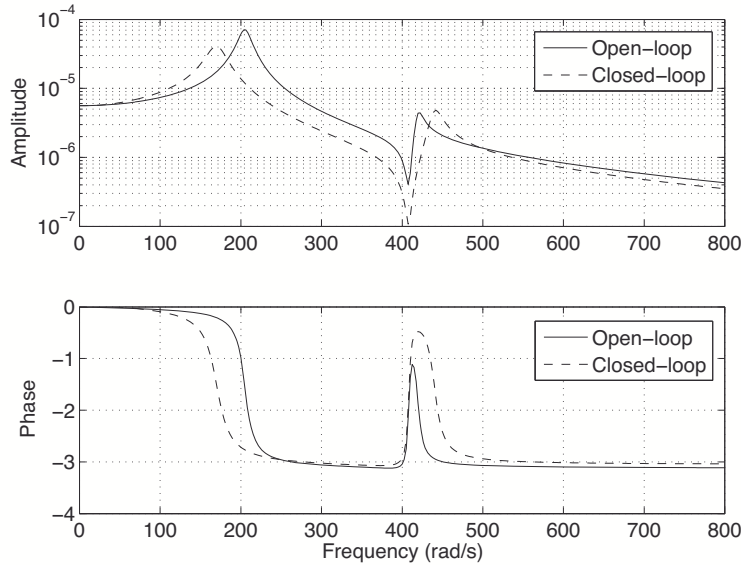 10⁻⁴
10⁻⁵
10⁻⁶
10⁻⁷
Amplitude
Open−loop
Closed−loop
0 100 200 300 400 500 600 700 800
0
−1
−2
−3
−4
Phase
Open−loop
Closed−loop
0 100 200 300 400 500 600 700 800
Frequency (rad/s)